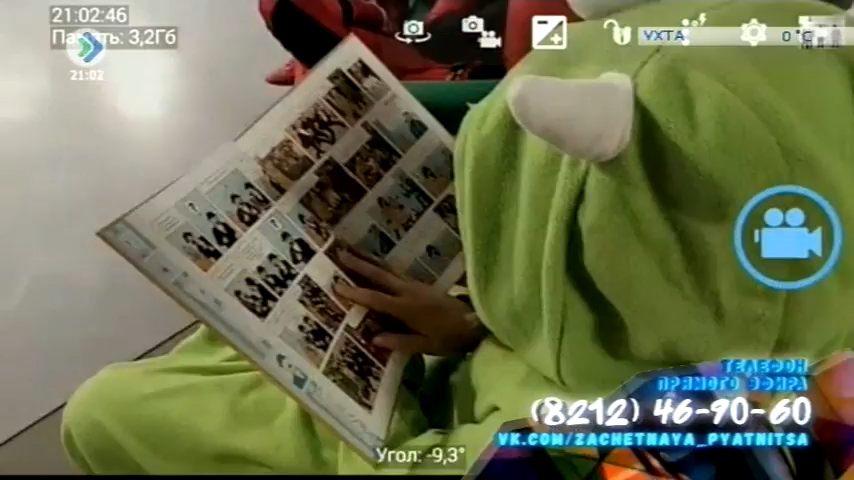 21:02:46
Память: 3,2Гб
21:02
УХТА
0 °C
Угол: -9,3°
ТЕЛЕФОН
ПРЯМОГО ЭФИРА
(8212) 46-90-60
VK.COM/ZACHETNAYA_PYATNITSA